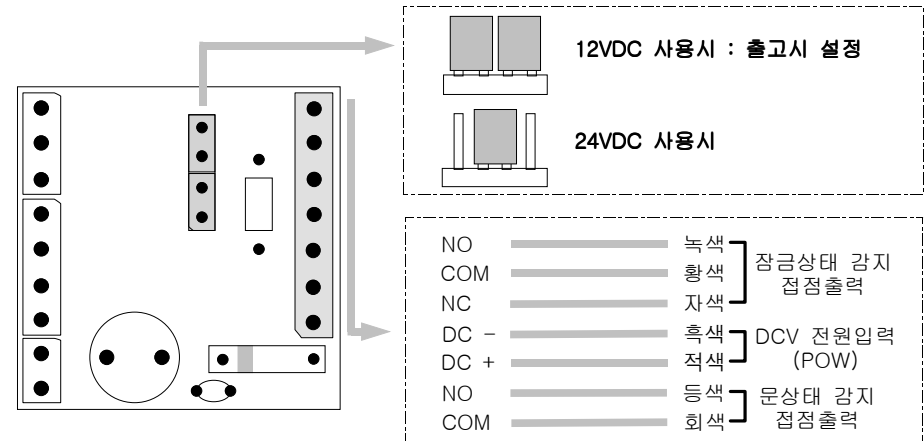 12VDC 사용시 : 출고시 설정
24VDC 사용시
NO 녹색
COM 황색
NC 자색
잠금상태 감지
접점출력
DC - 흑색
DC + 적색
DCV 전원입력
(POW)
NO 등색
COM 회색
문상태 감지
접점출력